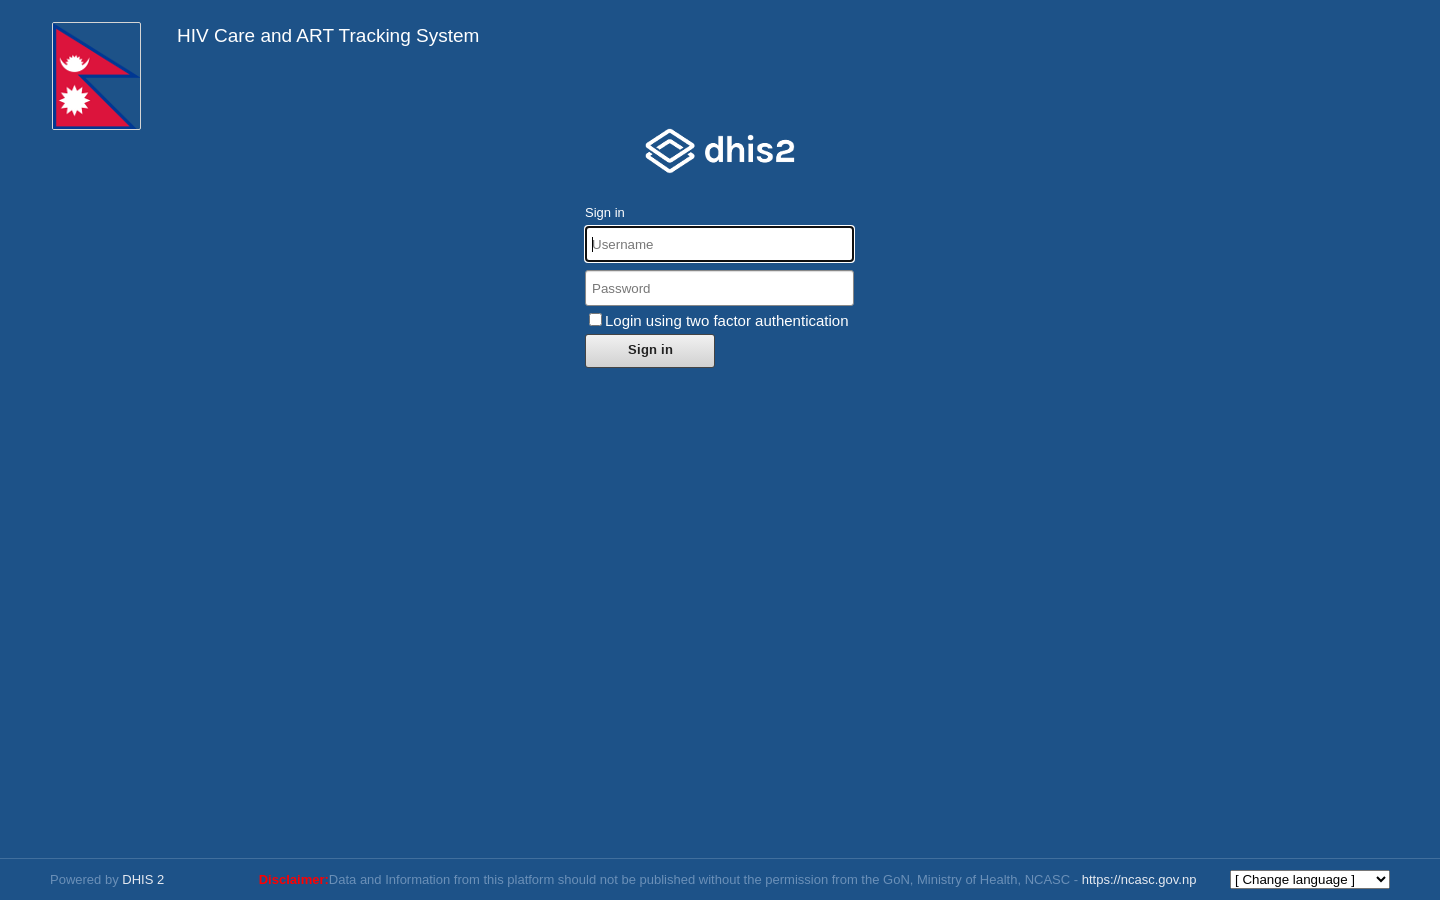 HIV Care and ART Tracking System
dhis2
Sign in
Username
Password
Login using two factor authentication
Sign in
Powered by DHIS 2
Disclaimer:Data and Information from this platform should not be published without the permission from the GoN, Ministry of Health, NCASC - https://ncasc.gov.np
[ Change language ]